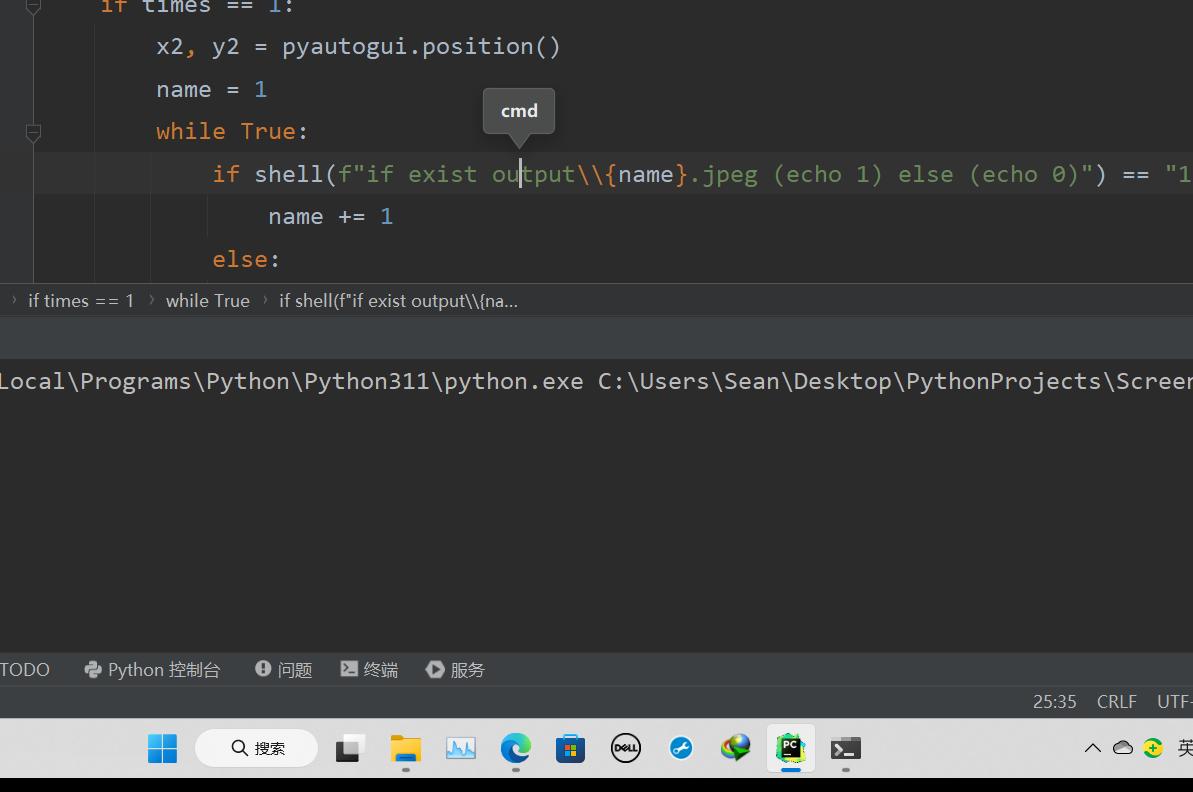 if times == 1:
x2, y2 = pyautogui.position()
name = 1
cmd
while True:
if shell(f"if exist output\\{name}.jpeg (echo 1) else (echo 0)") == "1
name += 1
else:
if times == 1 › while True › if shell(f"if exist output\\{na...
Local\Programs\Python\Python311\python.exe C:\Users\Sean\Desktop\PythonProjects\Screen
TODO Python 控制台 问题 终端 服务
25:35 CRLF UTF-
搜索 DELL PC 英